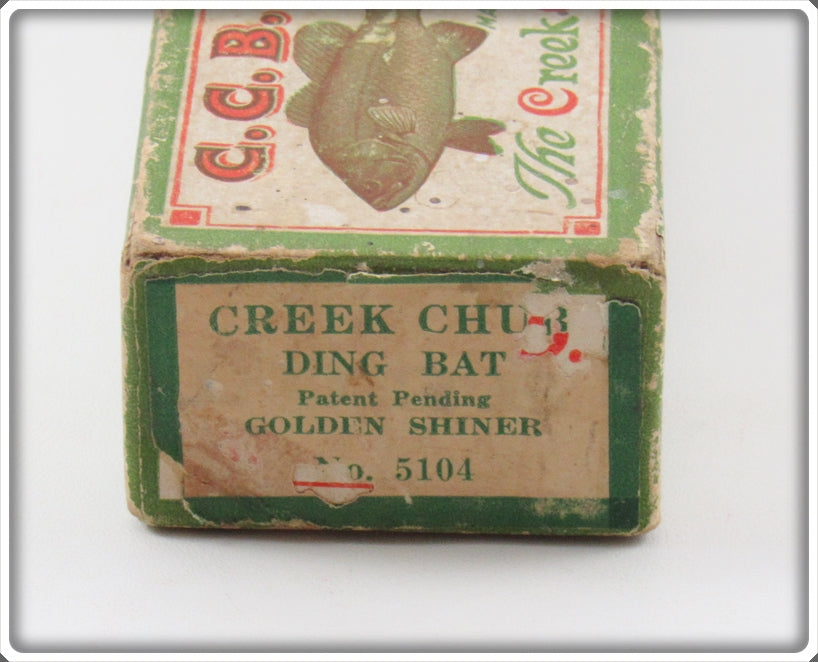 C.C.B.
The Creek
CREEK CHUB
DING BAT
Patent Pending
GOLDEN SHINER
No. 5104